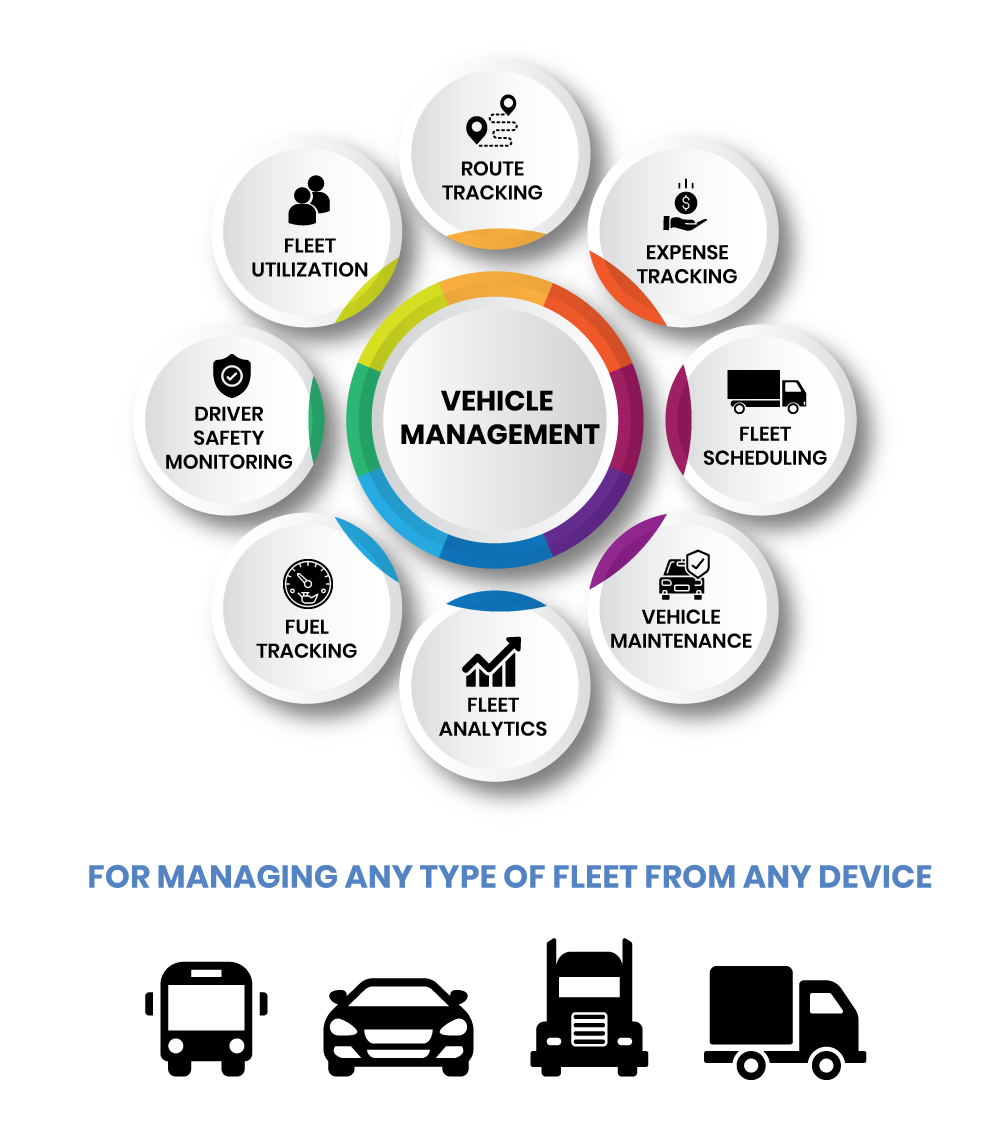 ROUTE
TRACKING
EXPENSE
TRACKING
FLEET
SCHEDULING
VEHICLE
MAINTENANCE
FLEET
ANALYTICS
FUEL
TRACKING
DRIVER
SAFETY
MONITORING
FLEET
UTILIZATION
VEHICLE
MANAGEMENT
FOR MANAGING ANY TYPE OF FLEET FROM ANY DEVICE